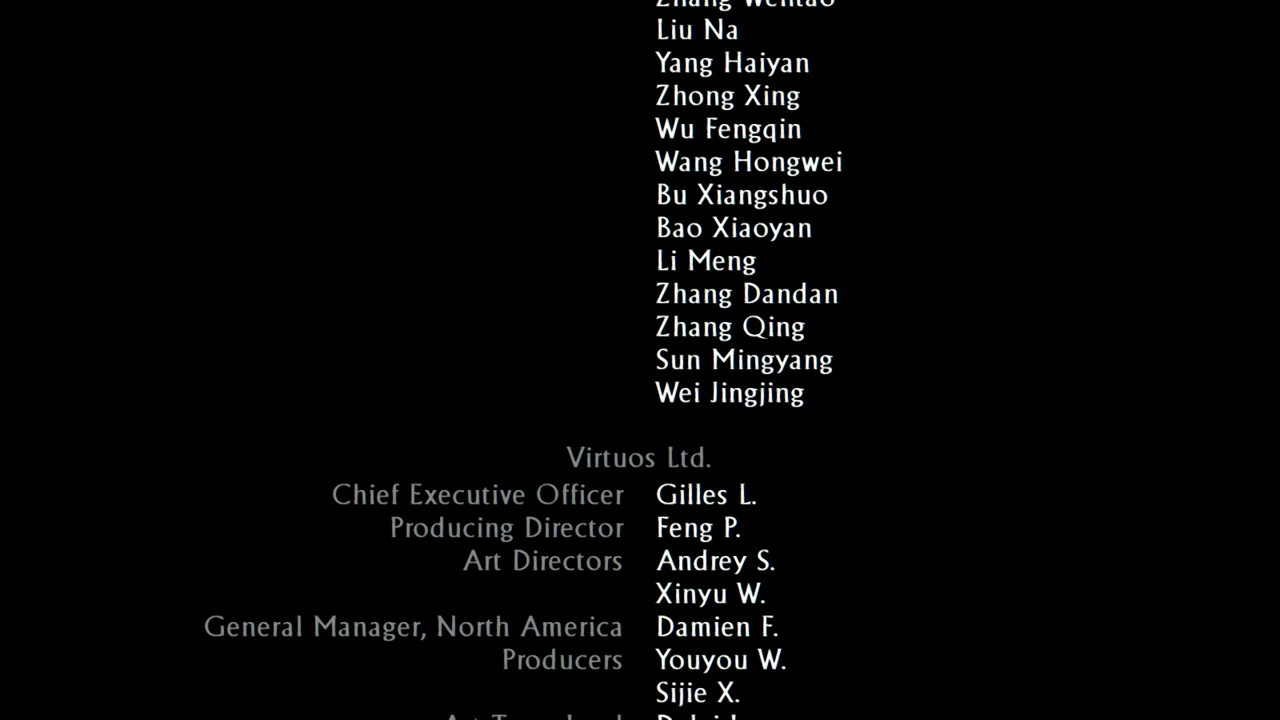 Zhang Wentao
Liu Na
Yang Haiyan
Zhong Xing
Wu Fengqin
Wang Hongwei
Bu Xiangshuo
Bao Xiaoyan
Li Meng
Zhang Dandan
Zhang Qing
Sun Mingyang
Wei Jingjing
Virtuos Ltd.
Chief Executive Officer Gilles L.
Producing Director Feng P.
Art Directors Andrey S.
Xinyu W.
General Manager, North America Damien F.
Producers Youyou W.
Sijie X.